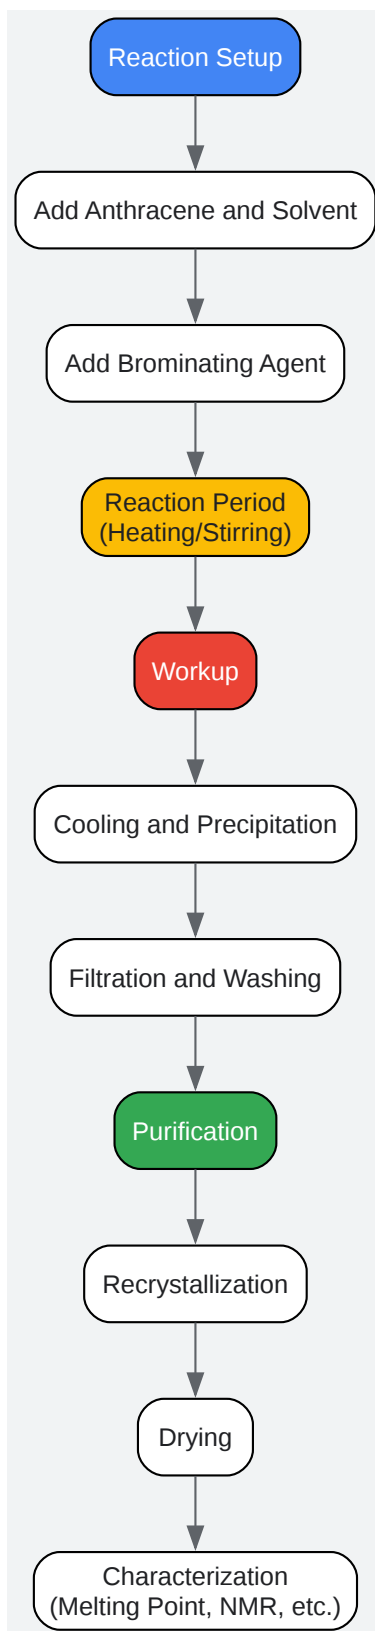 Reaction Setup
Add Anthracene and Solvent
Add Brominating Agent
Reaction Period
(Heating/Stirring)
Workup
Cooling and Precipitation
Filtration and Washing
Purification
Recrystallization
Drying
Characterization
(Melting Point, NMR, etc.)